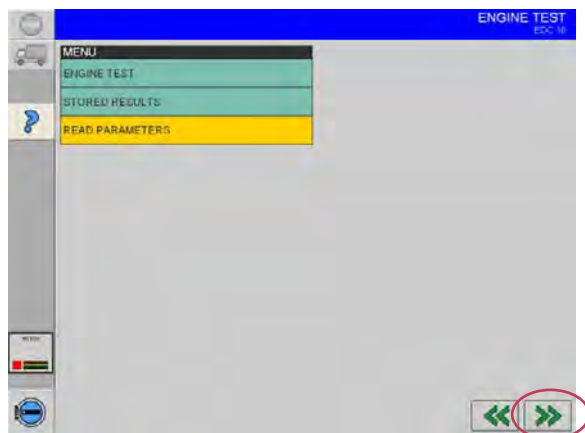 ENGINE TEST
EDC-16
MENU
ENGINE TEST
STORED RESULTS
READ PARAMETERS